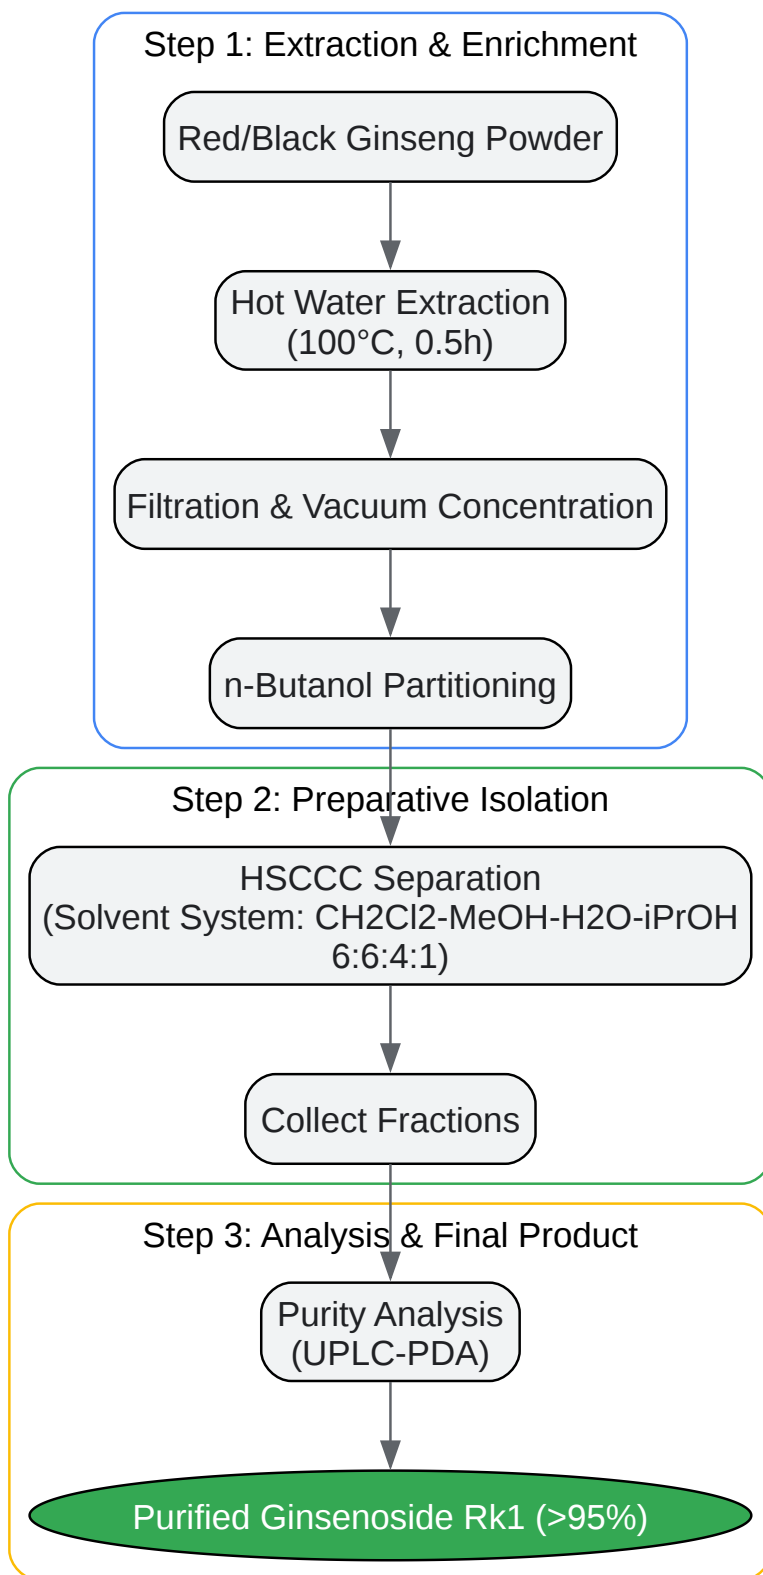 Step 1: Extraction & Enrichment
Red/Black Ginseng Powder
Hot Water Extraction
(100°C, 0.5h)
Filtration & Vacuum Concentration
n-Butanol Partitioning
Step 2: Preparative Isolation
HSCCC Separation
(Solvent System: CH2Cl2-MeOH-H2O-iPrOH
6:6:4:1)
Collect Fractions
Step 3: Analysis & Final Product
Purity Analysis
(UPLC-PDA)
Purified Ginsenoside Rk1 (>95%)